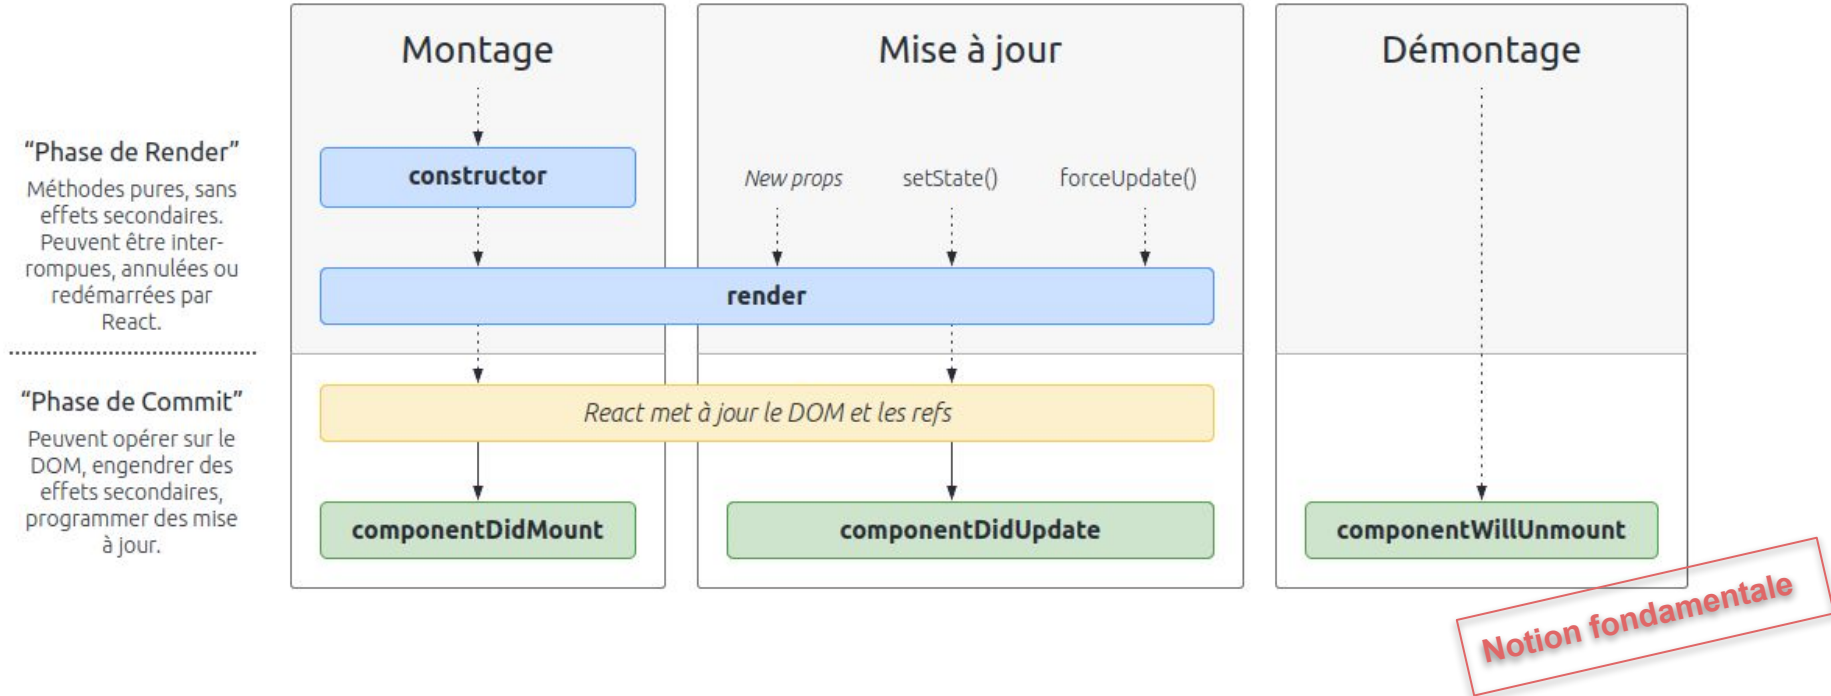 Montage
Mise à jour
Démontage
“Phase de Render”
Méthodes pures, sans
effets secondaires.
Peuvent être inter-
rompues, annulées ou
redémarrées par
React.
constructor
New props
setState()
forceUpdate()
render
“Phase de Commit”
Peuvent opérer sur le
DOM, engendrer des
effets secondaires,
programmer des mise
à jour.
React met à jour le DOM et les refs
componentDidMount
componentDidUpdate
componentWillUnmount
Notion fondamentale